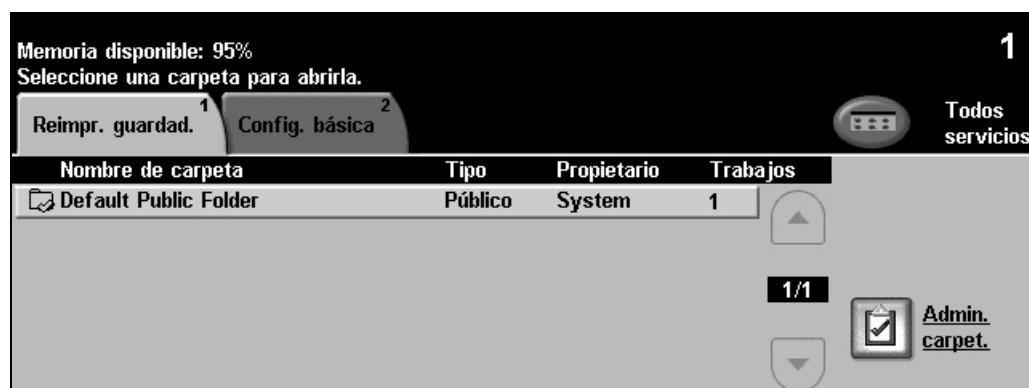 Memoria disponible: 95%
1
Seleccione una carpeta para abrirla.
Reimpr. guardad. 1
Config. básica 2
Todos
servicios
Nombre de carpeta Tipo Propietario Trabajos
Default Public Folder Público System 1
1/1
Admin.
carpet.